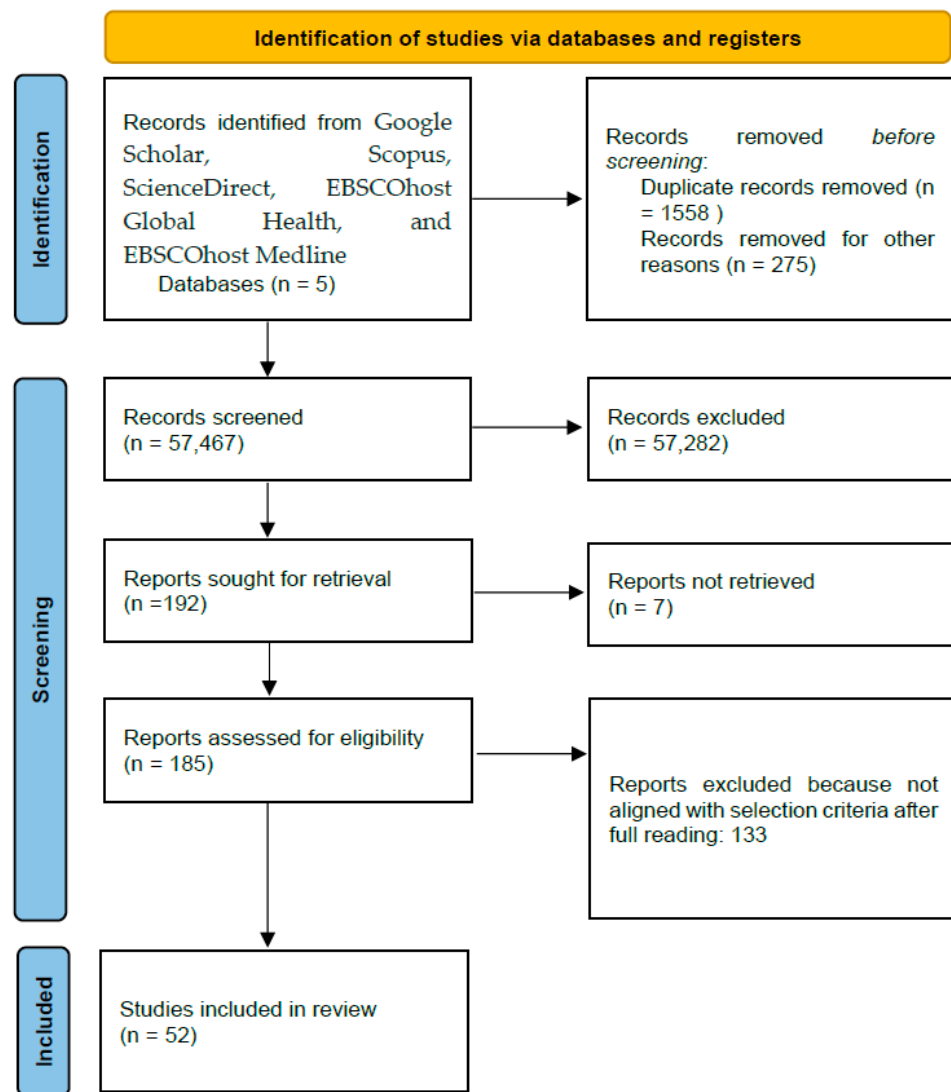 Identification of studies via databases and registers
Identification
Records identified from Google
Scholar, Scopus,
ScienceDirect, EBSCOhost
Global Health, and
EBSCOhost Medline
Databases (n = 5)
Records removed before
screening:
Duplicate records removed (n
= 1558 )
Records removed for other
reasons (n = 275)
Screening
Records screened
(n = 57,467)
Records excluded
(n = 57,282)
Reports sought for retrieval
(n =192)
Reports not retrieved
(n = 7)
Reports assessed for eligibility
(n = 185)
Reports excluded because not
aligned with selection criteria after
full reading: 133
Included
Studies included in review
(n = 52)